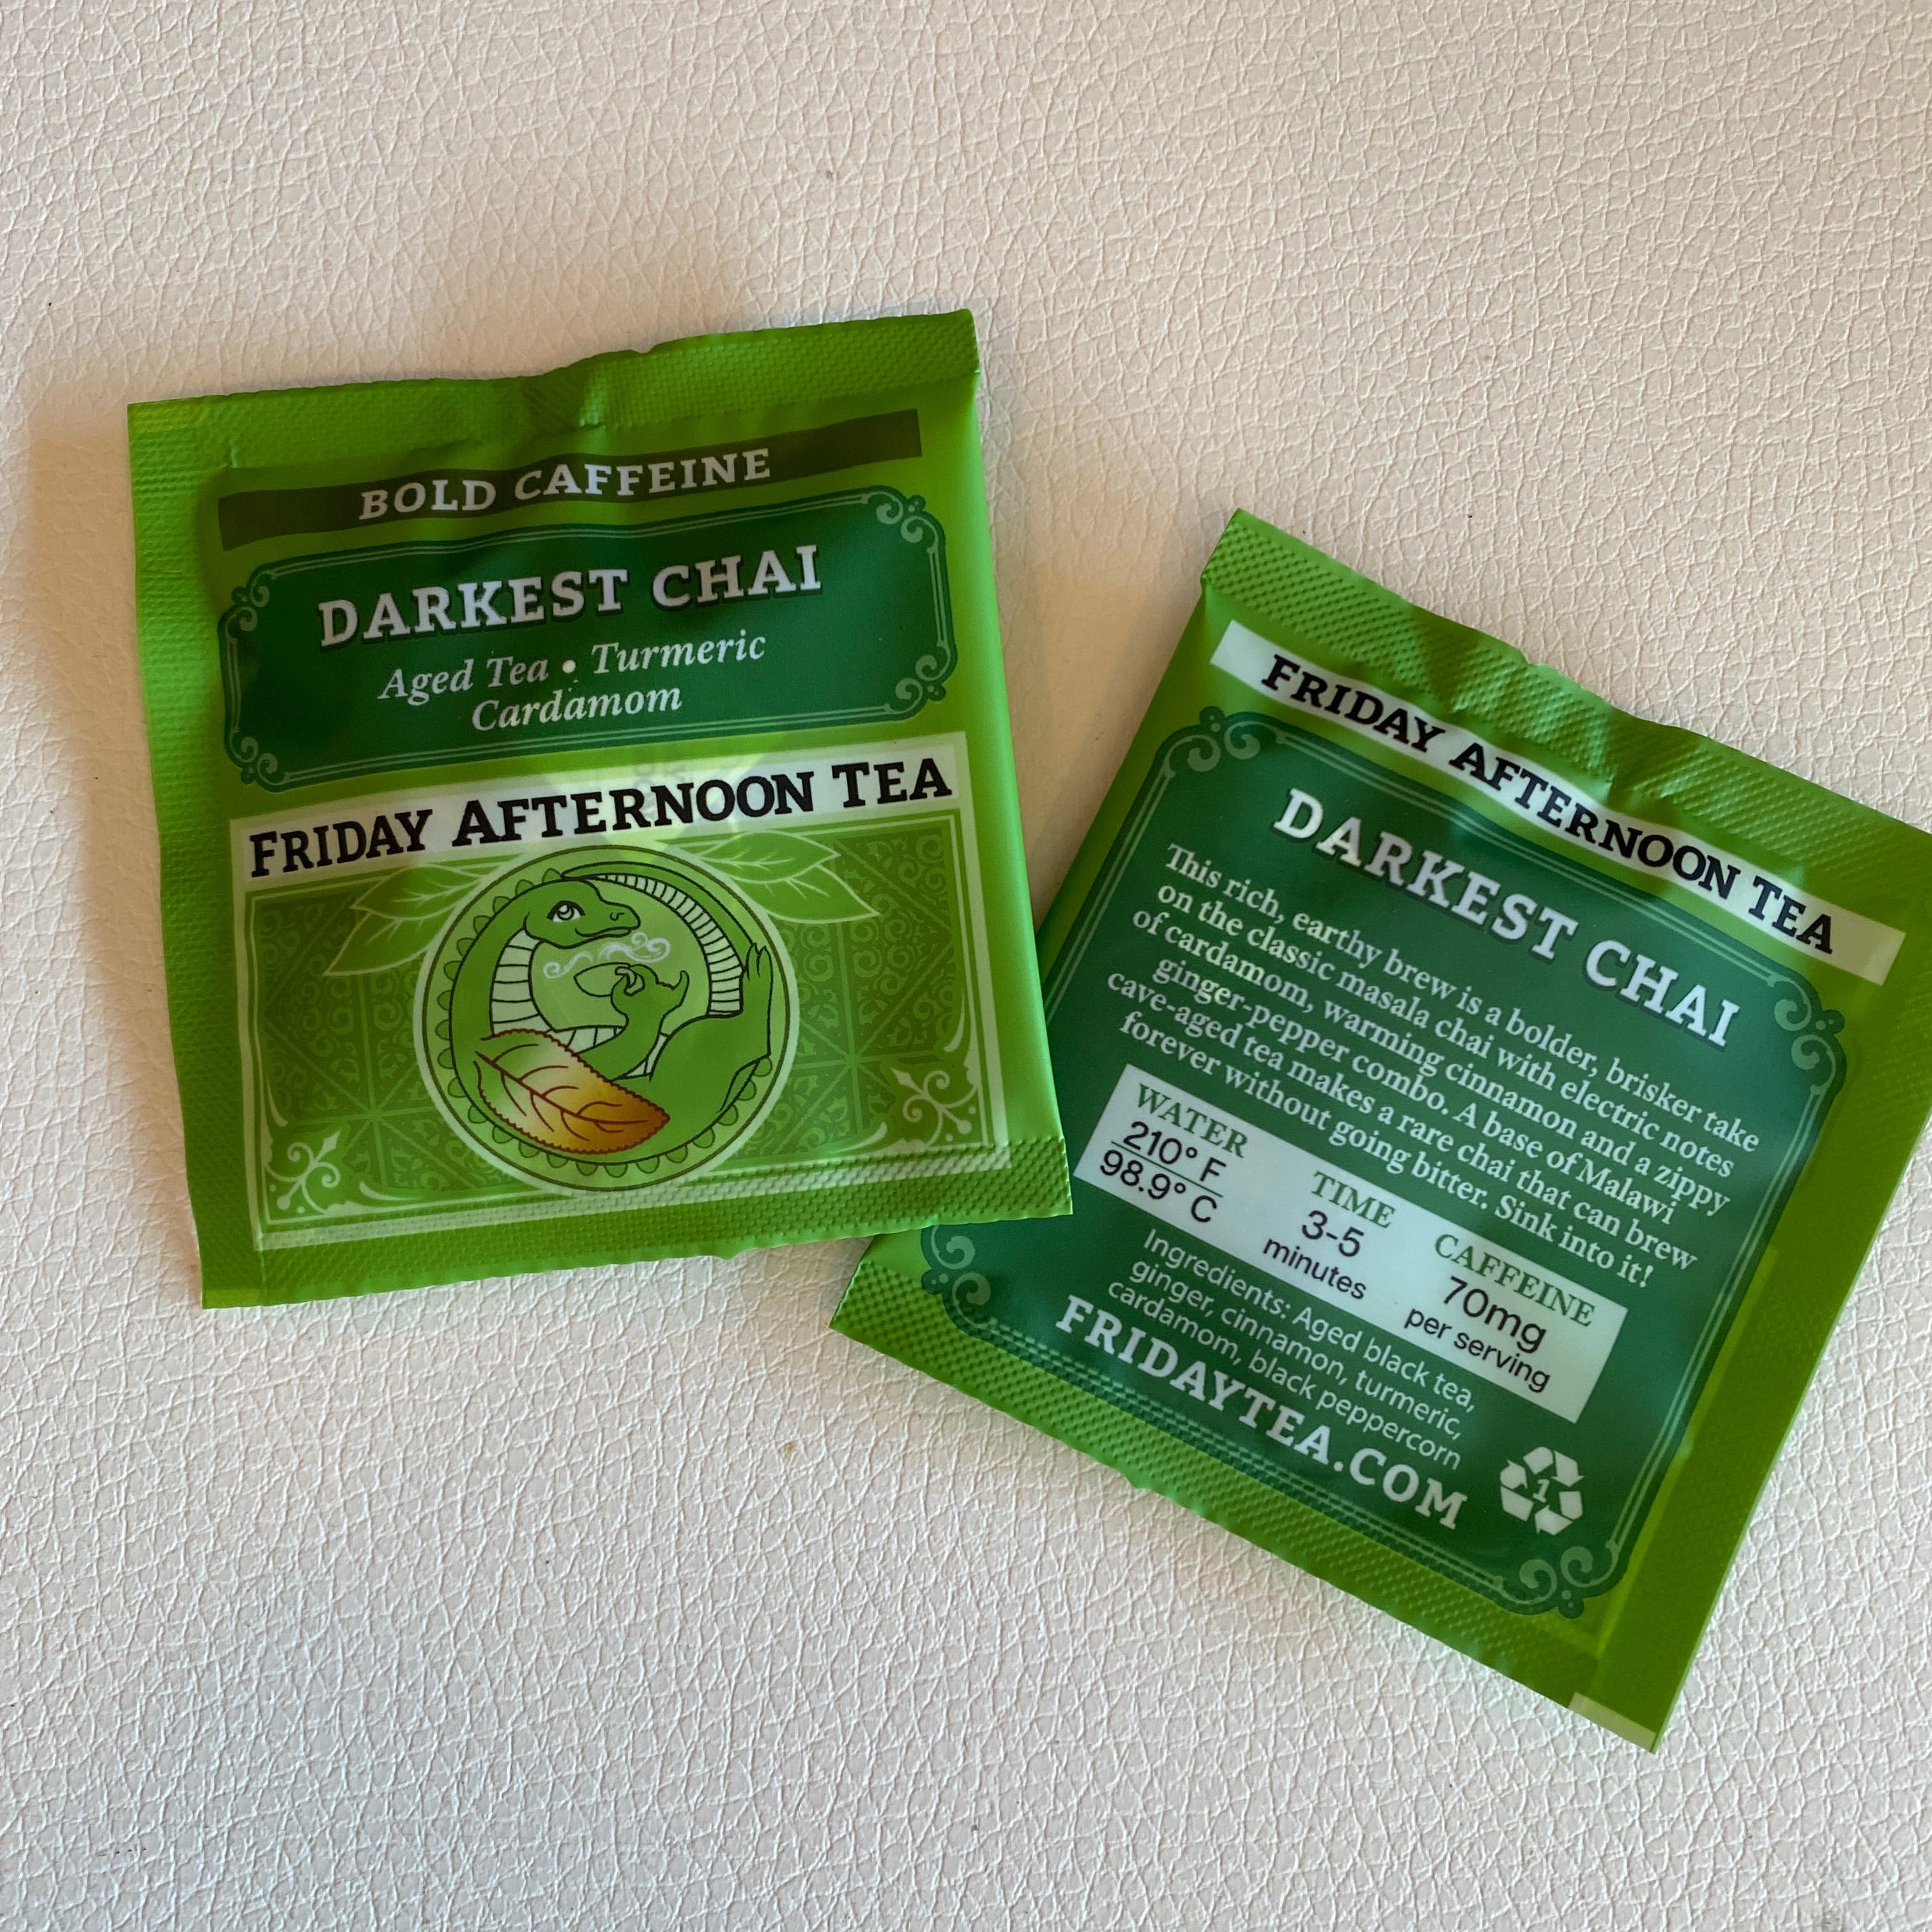 BOLD CAFFEINE
DARKEST CHAI
Aged Tea • Turmeric
Cardamom
FRIDAY AFTERNOON TEA
FRIDAY AFTERNOON TEA
DARKEST CHAI
This rich, earthy brew is a bolder, brisker take
on the classic masala chai with electric notes
of cardamom, warming cinnamon and a zippy
ginger-pepper combo. A base of Malawi
cave-aged tea makes a rare chai that can brew
forever without going bitter. Sink into it!
WATER
210° F
98.9° C
TIME
3-5
minutes
CAFFEINE
70mg
per serving
Ingredients: Aged black tea,
ginger, cinnamon, turmeric,
cardamom, black peppercorn
FRIDAYTEA.COM
1